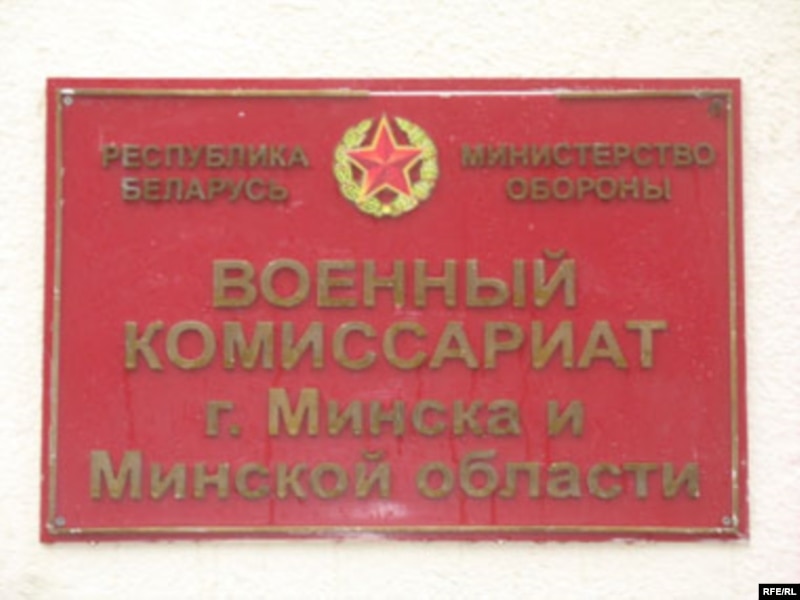 РЕСПУБЛИКА
БЕЛАРУСЬ
МИНИСТЕРСТВО
ОБОРОНЫ
ВОЕННЫЙ
КОМИССАРИАТ
г. Минска и
Минской области
RFE/RL